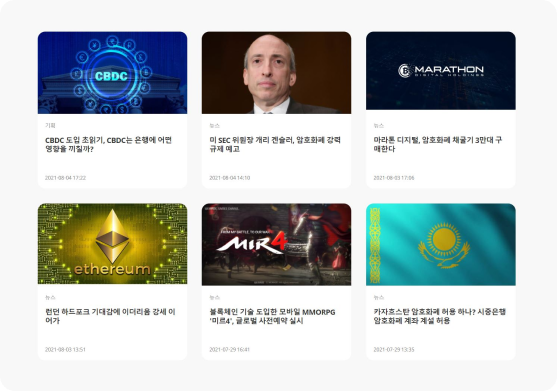 CBDC
기획
CBDC 도입 초읽기, CBDC는 은행에 어떤
영향을 끼칠까?
2021-08-04 17:22
뉴스
미 SEC 위원장 개리 겐슬러, 암호화폐 강력
규제 예고
2021-08-04 14:10
MARATHON
DIGITAL HOLDINGS
뉴스
마라톤 디지털, 암호화폐 채굴기 3만대 구
매한다
2021-08-03 17:06
ethereum
뉴스
런던 하드포크 기대감에 이더리움 강세 이
어가
2021-08-03 13:51
MIR4
뉴스
블록체인 기술 도입한 모바일 MMORPG
'미르4', 글로벌 사전예약 실시
2021-07-29 16:41
뉴스
카자흐스탄 암호화폐 허용 하나? 시중은행
암호화폐 계좌 개설 허용
2021-07-29 13:35